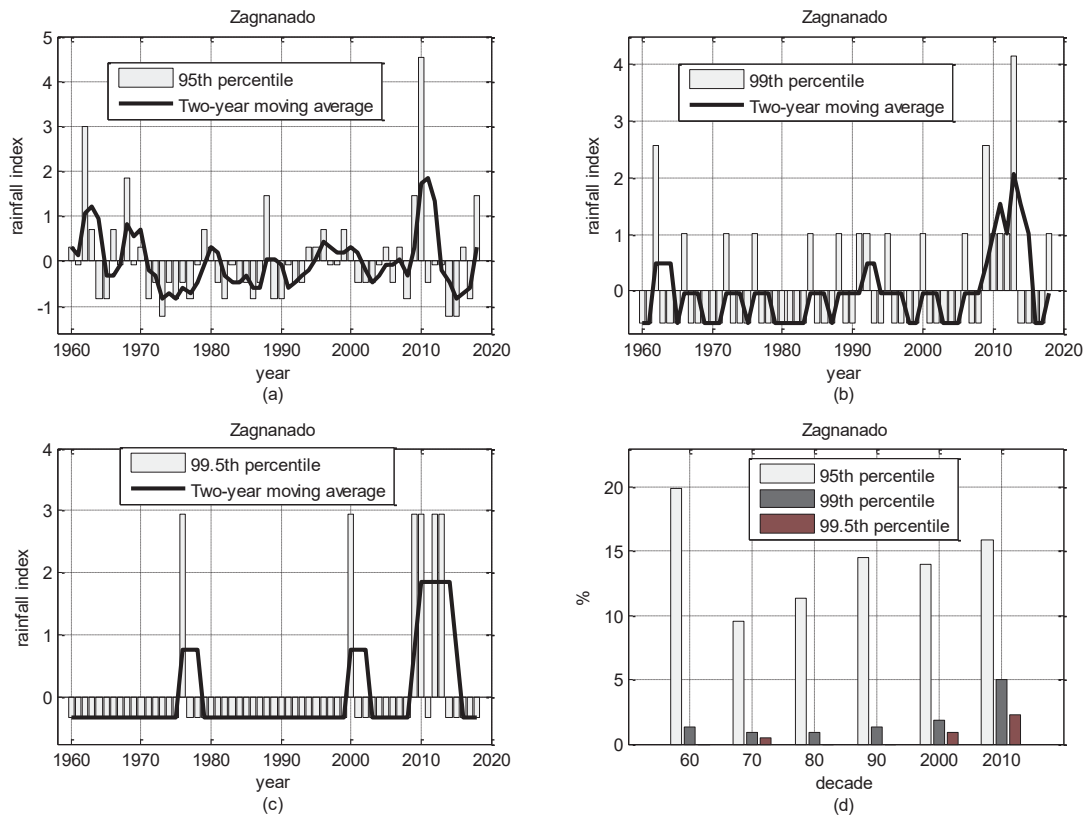 Zagnanado
5
4
3
2
1
0
-1
rainfall index
95th percentile
Two-year moving average
1960 1970 1980 1990 2000 2010 2020
year
(a)
Zagnanado
4
3
2
1
0
rainfall index
99th percentile
Two-year moving average
1960 1970 1980 1990 2000 2010 2020
year
(b)
Zagnanado
4
3
2
1
0
rainfall index
99.5th percentile
Two-year moving average
1960 1970 1980 1990 2000 2010 2020
year
(c)
Zagnanado
20
15
10
5
0
%
95th percentile
99th percentile
99.5th percentile
60 70 80 90 2000 2010
decade
(d)